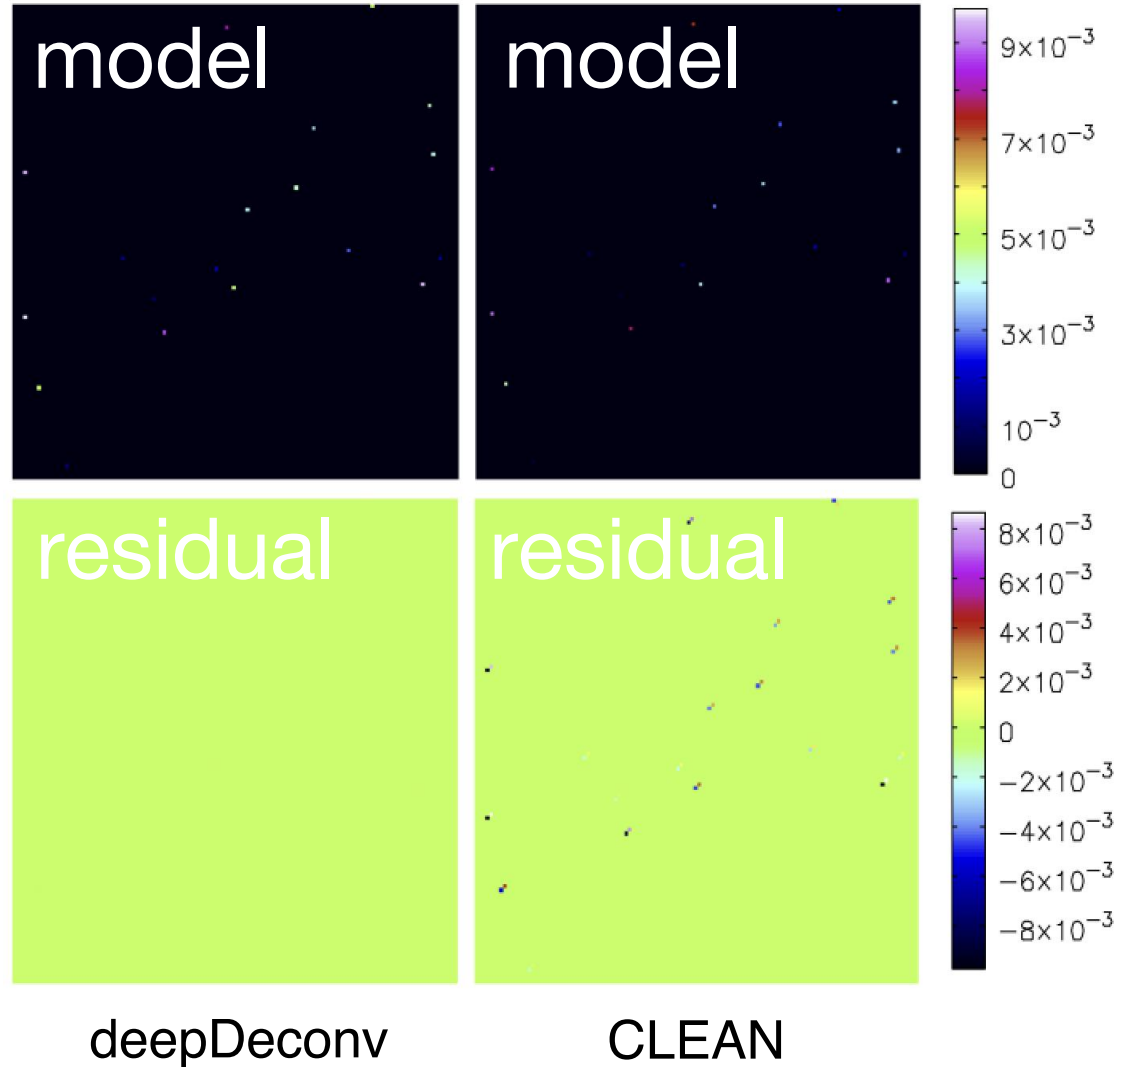 model
model
9×10⁻³
7×10⁻³
5×10⁻³
3×10⁻³
10⁻³
0
residual
residual
8×10⁻³
6×10⁻³
4×10⁻³
2×10⁻³
0
−2×10⁻³
−4×10⁻³
−6×10⁻³
−8×10⁻³
deepDeconv
CLEAN